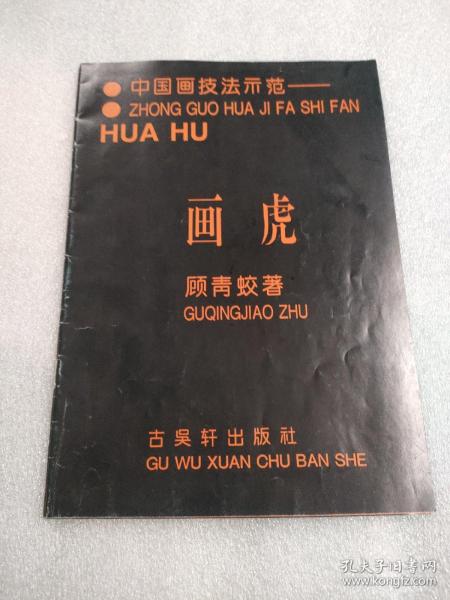 中国画技法示范——
ZHONG GUO HUA JI FA SHI FAN
HUA HU
画虎
顾青蛟著
GUQINGJIAO ZHU
古吳轩出版社
GU WU XUAN CHU BAN SHE
孔夫子旧书网
www.kongfz.com